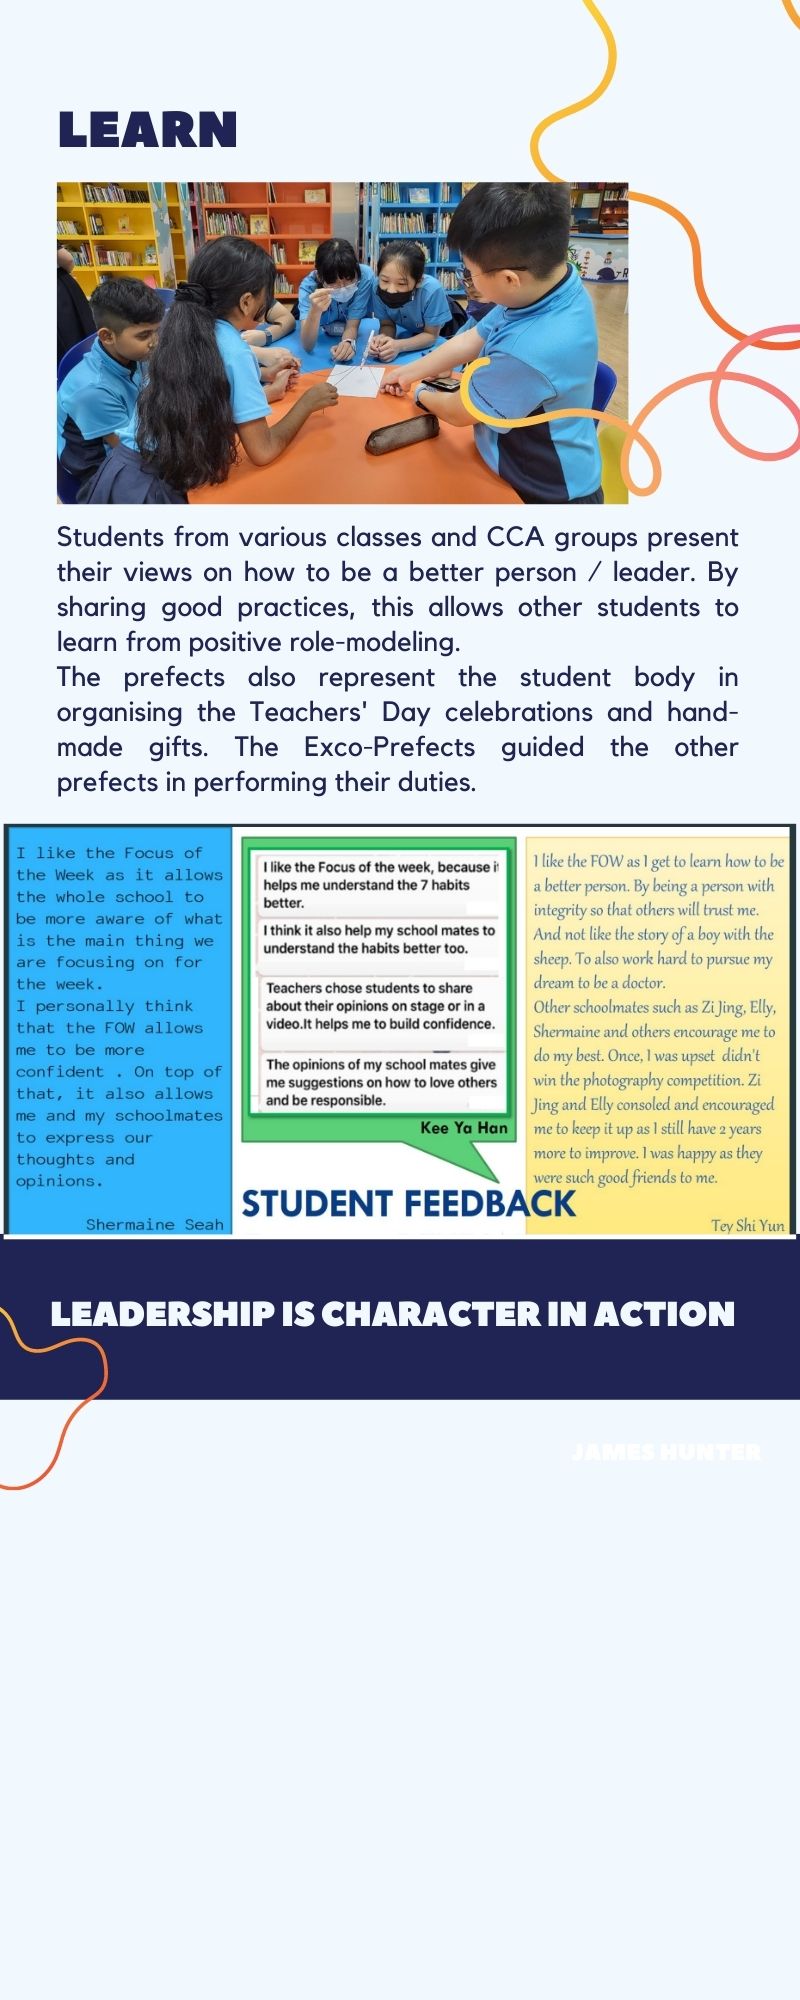 LEARN
Students from various classes and CCA groups present
their views on how to be a better person / leader. By
sharing good practices, this allows other students to
learn from positive role-modeling.
The prefects also represent the student body in
organising the Teachers' Day celebrations and hand-
made gifts. The Exco-Prefects guided the other
prefects in performing their duties.
I like the Focus of
the Week as it allows
the whole school to
be more aware of what
is the main thing we
are focusing on for
the week.
I personally think
that the FOW allows
me to be more
confident . On top of
that, it also allows
me and my schoolmates
to express our
thoughts and
opinions.
Shermaine Seah
I like the Focus of the week, because it
helps me understand the 7 habits
better.
I think it also help my school mates to
understand the habits better too.
Teachers chose students to share
about their opinions on stage or in a
video.It helps me to build confidence.
The opinions of my school mates give
me suggestions on how to love others
and be responsible.
Kee Ya Han
STUDENT FEEDBACK
I like the FOW as I get to learn how to be
a better person. By being a person with
integrity so that others will trust me.
And not like the story of a boy with the
sheep. To also work hard to pursue my
dream to be a doctor.
Other schoolmates such as Zi Jing, Elly,
Shermaine and others encourage me to
do my best. Once, I was upset didn't
win the photography competition. Zi
Jing and Elly consoled and encouraged
me to keep it up as I still have 2 years
more to improve. I was happy as they
were such good friends to me.
Tey Shi Yun
LEADERSHIP IS CHARACTER IN ACTION
JAMES HUNTER